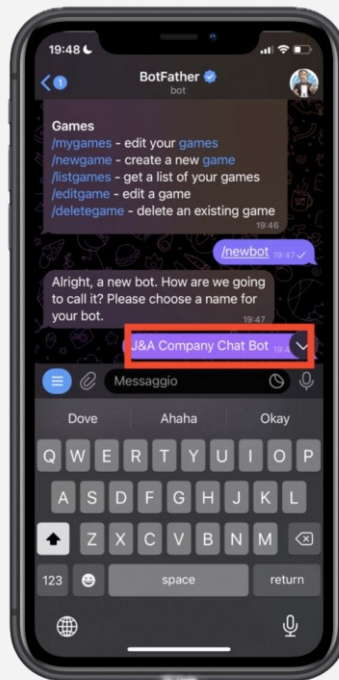 19:48
1
BotFather
bot
Games
/mygames - edit your games
/newgame - create a new game
/listgames - get a list of your games
/editgame - edit a game
/deletegame - delete an existing game
19:46
/newbot 19:47
Alright, a new bot. How are we going
to call it? Please choose a name for
your bot.
19:47
J&A Company Chat Bot
Messaggio
Dove Ahaha Okay
Q W E R T Y U I O P
A S D F G H J K L
Z X C V B N M
123 space return